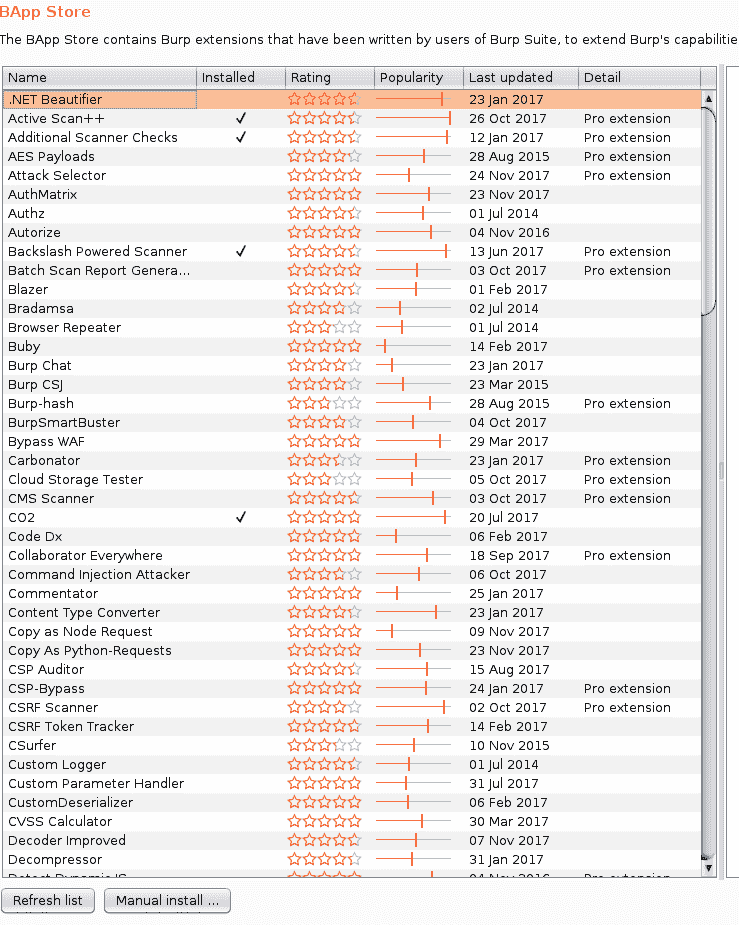 BApp Store
The BApp Store contains Burp extensions that have been written by users of Burp Suite, to extend Burp's capabilitie
Name Installed Rating Popularity Last updated Detail
.NET Beautifier 23 Jan 2017
Active Scan++ ✓ 26 Oct 2017 Pro extension
Additional Scanner Checks ✓ 12 Jan 2017 Pro extension
AES Payloads 28 Aug 2015 Pro extension
Attack Selector 24 Nov 2017 Pro extension
AuthMatrix 23 Nov 2017
Authz 01 Jul 2014
Autorize 04 Nov 2016
Backslash Powered Scanner ✓ 13 Jun 2017 Pro extension
Batch Scan Report Genera... 03 Oct 2017 Pro extension
Blazer 01 Feb 2017
Bradamsa 02 Jul 2014
Browser Repeater 01 Jul 2014
Buby 14 Feb 2017
Burp Chat 23 Jan 2017
Burp CSJ 23 Mar 2015
Burp-hash 28 Aug 2015 Pro extension
BurpSmartBuster 04 Oct 2017
Bypass WAF 29 Mar 2017
Carbonator 23 Jan 2017 Pro extension
Cloud Storage Tester 05 Oct 2017 Pro extension
CMS Scanner 03 Oct 2017 Pro extension
CO2 ✓ 20 Jul 2017
Code Dx 06 Feb 2017
Collaborator Everywhere 18 Sep 2017 Pro extension
Command Injection Attacker 06 Oct 2017
Commentator 25 Jan 2017
Content Type Converter 23 Jan 2017
Copy as Node Request 09 Nov 2017
Copy As Python-Requests 23 Nov 2017
CSP Auditor 15 Aug 2017
CSP-Bypass 24 Jan 2017 Pro extension
CSRF Scanner 02 Oct 2017 Pro extension
CSRF Token Tracker 14 Feb 2017
CSurfer 10 Nov 2015
Custom Logger 01 Jul 2014
Custom Parameter Handler 31 Jul 2017
CustomDeserializer 06 Feb 2017
CVSS Calculator 30 Mar 2017
Decoder Improved 07 Nov 2017
Decompressor 31 Jan 2017
Detect Dynamic JS 04 Nov 2016 Pro extension
Refresh list Manual install ...